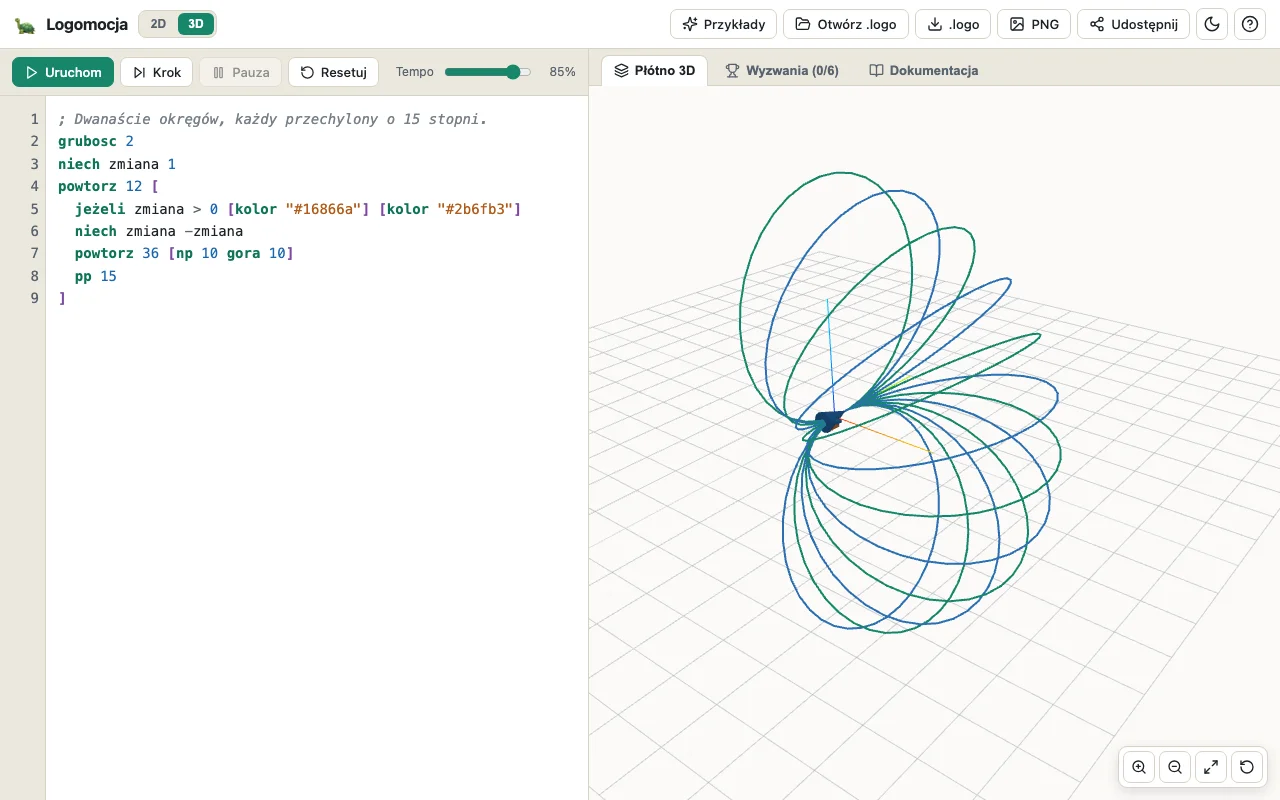 Logomocja
2D 3D
Przykłady
Otwórz .logo
.logo
PNG
Udostępnij
Uruchom
Krok
Pauza
Resetuj
Tempo
85%
Płótno 3D
Wyzwania (0/6)
Dokumentacja
1 ; Dwanaście okręgów, każdy przechylony o 15 stopni.
2 grubosc 2
3 niech zmiana 1
4 powtorz 12 [
5 jeżeli zmiana > 0 [kolor "#16866a"] [kolor "#2b6fb3"]
6 niech zmiana −zmiana
7 powtorz 36 [np 10 gora 10]
8 pp 15
9 ]